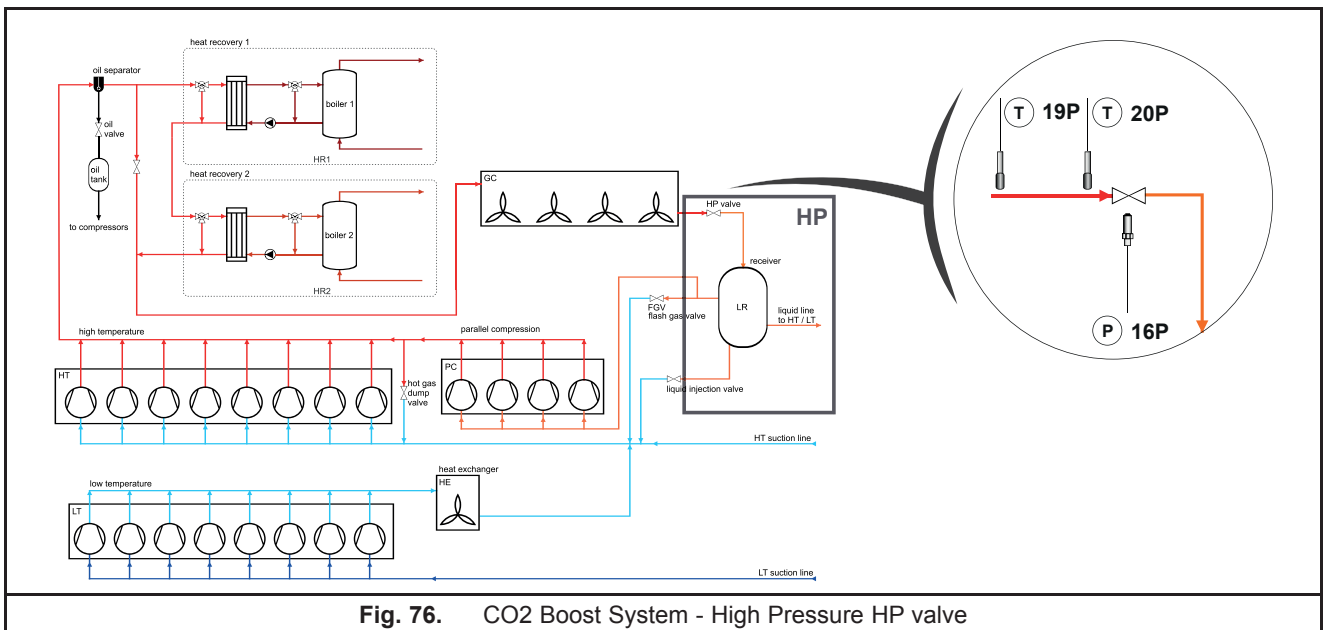 heat recovery 1
oil separator
boiler 1
oil
valve
oil
tank
to compressors
HR1
heat recovery 2
boiler 2
HR2
GC
HP valve
HP
receiver
LR
FGV
flash gas valve
liquid line
to HT / LT
liquid injection valve
T 19P T 20P
P 16P
high temperature
parallel compression
HT
hot gas
dump
valve
PC
HT suction line
heat exchanger
HE
low temperature
LT
LT suction line
Fig. 76. CO2 Boost System - High Pressure HP valve